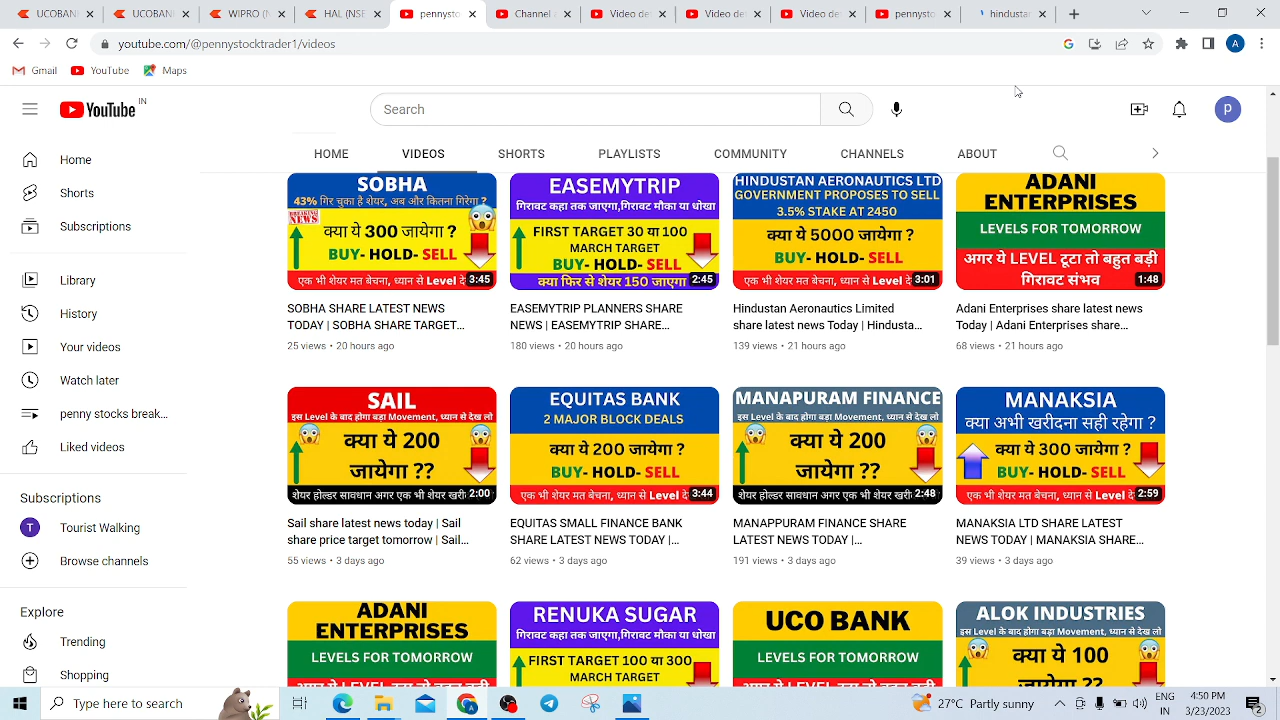 UCOBAN
UCOBAN
WIPRO (N
pennysto
Channel c
Video de
Video de
Video de
pennysto
youtube.com/@pennystocktrader1/videos
A
Gmail
YouTube
Maps
YouTube IN
Search
p
HOME VIDEOS SHORTS PLAYLISTS COMMUNITY CHANNELS ABOUT
Home
Shorts
Subscriptions
Library
History
Your videos
Watch later
penny stocks break...
Liked videos
Subscriptions
T Tourist Walking
Browse channels
Explore
Trending
Shopping
SOBHA
43% गिर चुका है शेयर, अब और कितना गिरेगा ?
BREAKING
NEWS
क्या ये 300 जायेगा ?
BUY- HOLD- SELL
एक भी शेयर मत बेचना, ध्यान से Level दे
3:45
SOBHA SHARE LATEST NEWS
TODAY | SOBHA SHARE TARGET...
25 views • 20 hours ago
EASEMYTRIP
गिरावट कहा तक जाएगा,गिरावट मौका या धोखा
FIRST TARGET 30 या 100
MARCH TARGET
BUY- HOLD- SELL
क्या फिर से शेयर 150 जाएगा
2:45
EASEMYTRIP PLANNERS SHARE
NEWS | EASEMYTRIP SHARE...
180 views • 20 hours ago
HINDUSTAN AERONAUTICS LTD
GOVERNMENT PROPOSES TO SELL
3.5% STAKE AT 2450
क्या ये 5000 जायेगा ?
BUY- HOLD- SELL
एक भी शेयर मत बेचना, ध्यान से Level दे
3:01
Hindustan Aeronautics Limited
share latest news Today | Hindusta...
139 views • 21 hours ago
ADANI
ENTERPRISES
LEVELS FOR TOMORROW
अगर ये LEVEL टूटा तो बहुत बड़ी
गिरावट संभव
1:48
Adani Enterprises share latest news
Today | Adani Enterprises share...
68 views • 21 hours ago
SAIL
इस Level के बाद होगा बड़ा Movement, ध्यान से देख लो
क्या ये 200
जायेगा ??
शेयर होल्डर सावधान अगर एक भी शेयर खरी
2:00
Sail share latest news today | Sail
share price target tomorrow | Sail...
55 views • 3 days ago
EQUITAS BANK
2 MAJOR BLOCK DEALS
क्या ये 200 जायेगा ?
BUY- HOLD- SELL
एक भी शेयर मत बेचना, ध्यान से Level
3:44
EQUITAS SMALL FINANCE BANK
SHARE LATEST NEWS TODAY |...
62 views • 3 days ago
MANAPURAM FINANCE
इस Level के बाद होगा बड़ा Movement, ध्यान से देख लो
क्या ये 200
जायेगा ??
शेयर होल्डर सावधान अगर एक भी शेयर खरी
2:48
MANAPPURAM FINANCE SHARE
LATEST NEWS TODAY |...
191 views • 3 days ago
MANAKSIA
क्या अभी खरीदना सही रहेगा ?
क्या ये 300 जायेगा ?
BUY- HOLD- SELL
एक भी शेयर मत बेचना, ध्यान से Level
2:59
MANAKSIA LTD SHARE LATEST
NEWS TODAY | MANAKSIA SHARE...
39 views • 3 days ago
ADANI
ENTERPRISES
LEVELS FOR TOMORROW
RENUKA SUGAR
गिरावट कहा तक जाएगा,गिरावट मौका या धोखा
FIRST TARGET 100 या 300
MARCH TARGET
UCO BANK
LEVELS FOR TOMORROW
ALOK INDUSTRIES
इस Level के बाद होगा बड़ा Movement, ध्यान से देख लो
क्या ये 100
Type here to search
27°C Partly sunny
ENG
IN
4:50 PM
3/23/2023
2